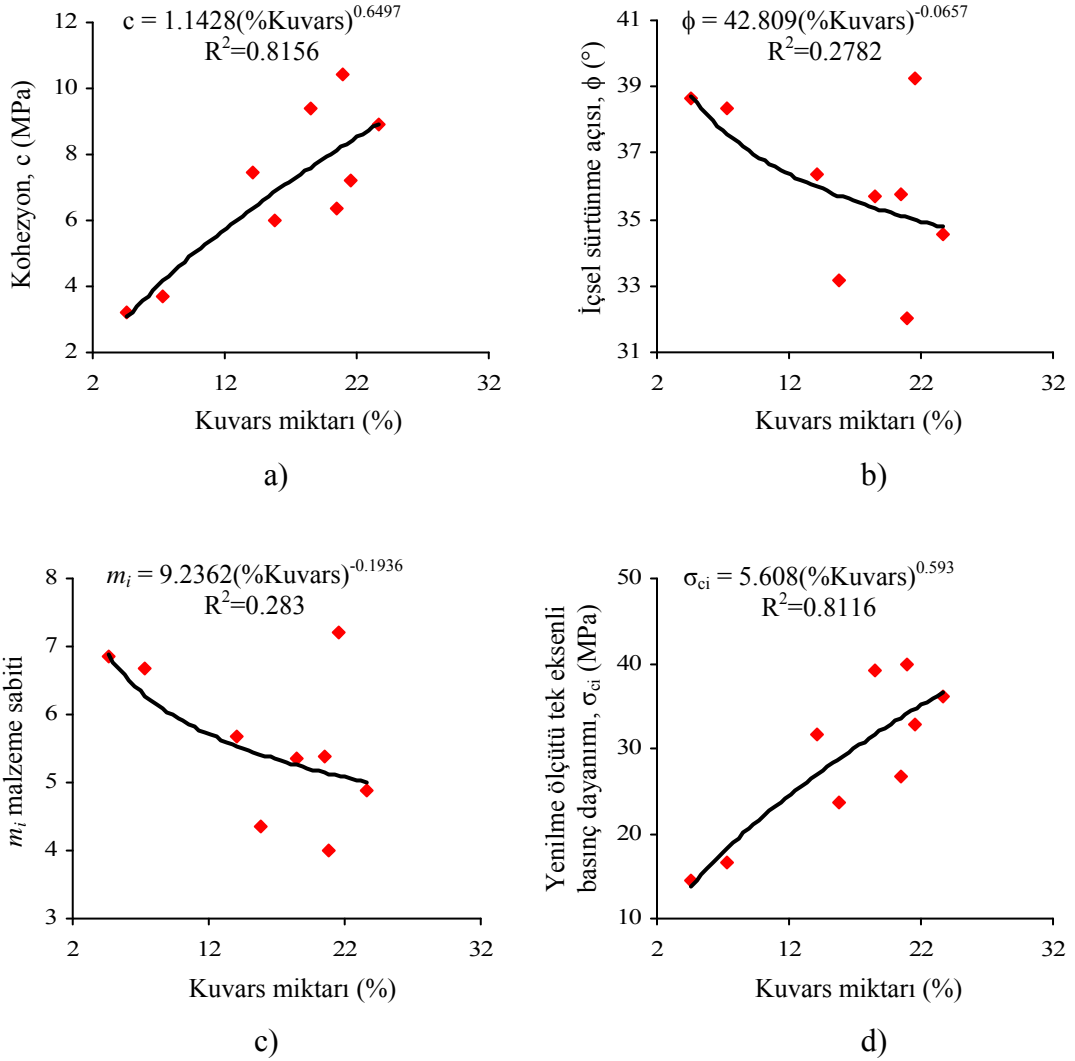 c = 1.1428(%Kuvars)^0.6497
R²=0.8156
12
10
8
6
4
2
2 12 22 32
Kohezyon, c (MPa)
Kuvars miktarı (%)
a)
ϕ = 42.809(%Kuvars)^-0.0657
R²=0.2782
41
39
37
35
33
31
2 12 22 32
İçsel sürtünme açısı, ϕ (°)
Kuvars miktarı (%)
b)
mᵢ = 9.2362(%Kuvars)^-0.1936
R²=0.283
8
7
6
5
4
3
2 12 22 32
mᵢ malzeme sabiti
Kuvars miktarı (%)
c)
σci = 5.608(%Kuvars)^0.593
R²=0.8116
50
40
30
20
10
2 12 22 32
Yenilme ölçütü tek eksenli
basınç dayanımı, σci (MPa)
Kuvars miktarı (%)
d)